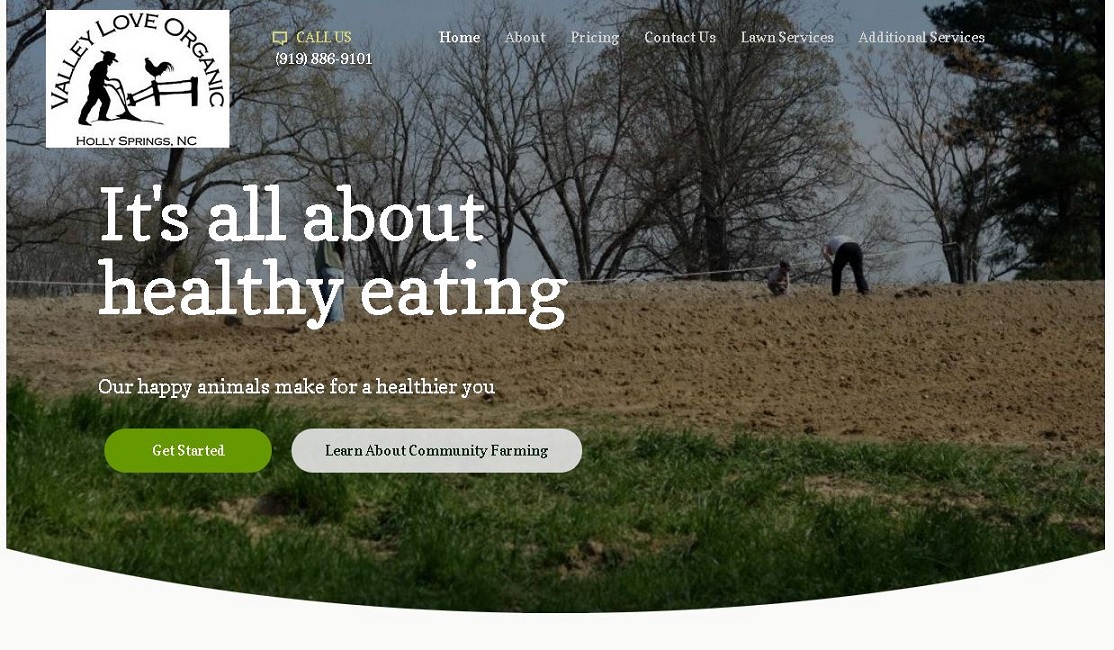 VALLEY LOVE ORGANIC
HOLLY SPRINGS, NC
CALL US
(919) 886-9101
Home About Pricing Contact Us Lawn Services Additional Services
It's all about
healthy eating
Our happy animals make for a healthier you
Get Started Learn About Community Farming